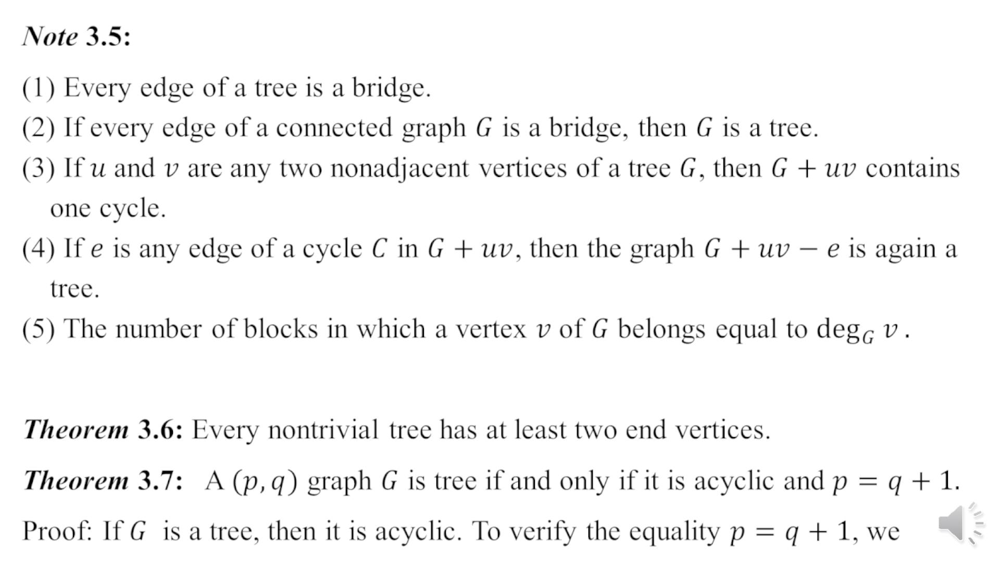 Note 3.5:
(1) Every edge of a tree is a bridge.
(2) If every edge of a connected graph G is a bridge, then G is a tree.
(3) If u and v are any two nonadjacent vertices of a tree G, then G + uv contains
one cycle.
(4) If e is any edge of a cycle C in G + uv, then the graph G + uv − e is again a
tree.
(5) The number of blocks in which a vertex v of G belongs equal to deg_G v .
Theorem 3.6: Every nontrivial tree has at least two end vertices.
Theorem 3.7: A (p, q) graph G is tree if and only if it is acyclic and p = q + 1.
Proof: If G is a tree, then it is acyclic. To verify the equality p = q + 1, we